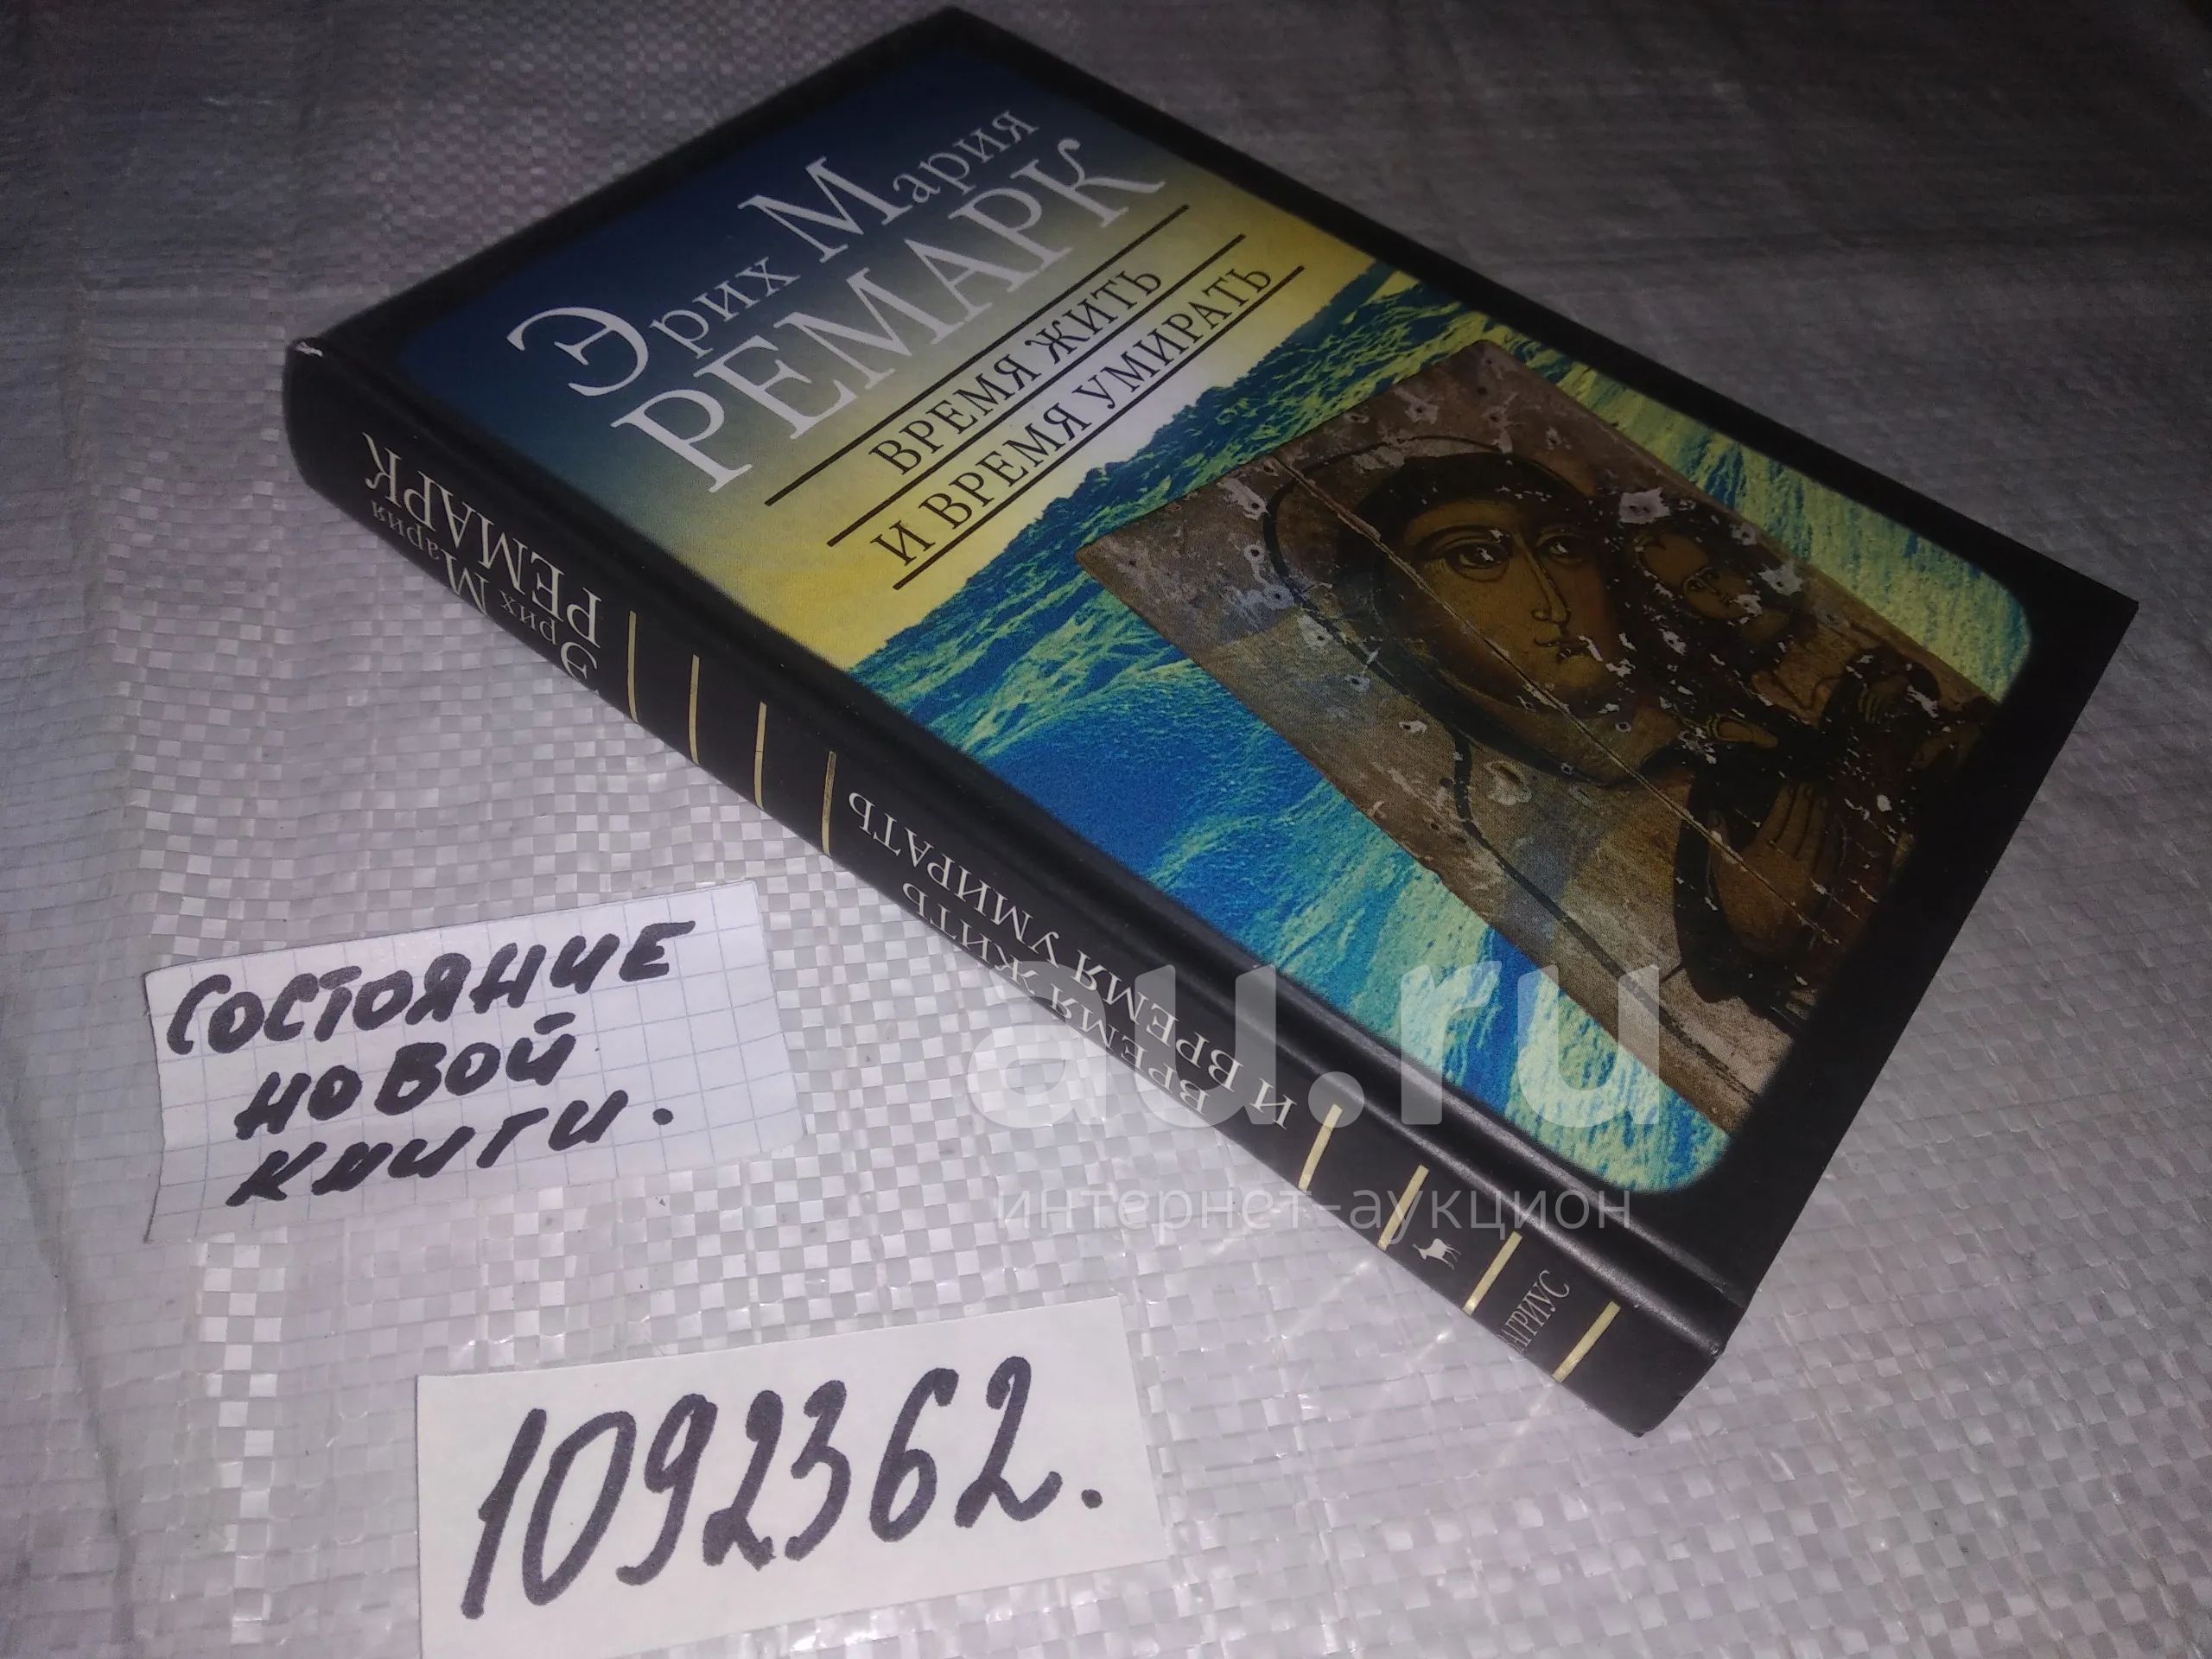 Эрих Мария
РЕМАРК
ВРЕМЯ ЖИТЬ
И ВРЕМЯ УМИРАТЬ
Эрих Мария
РЕМАРК
ВРЕМЯ ЖИТЬ
И ВРЕМЯ УМИРАТЬ
ВАГРИУС
СОСТОЯНИЕ
НОВОЙ
КНИГИ.
1092362.
au.ru
интернет-аукцион